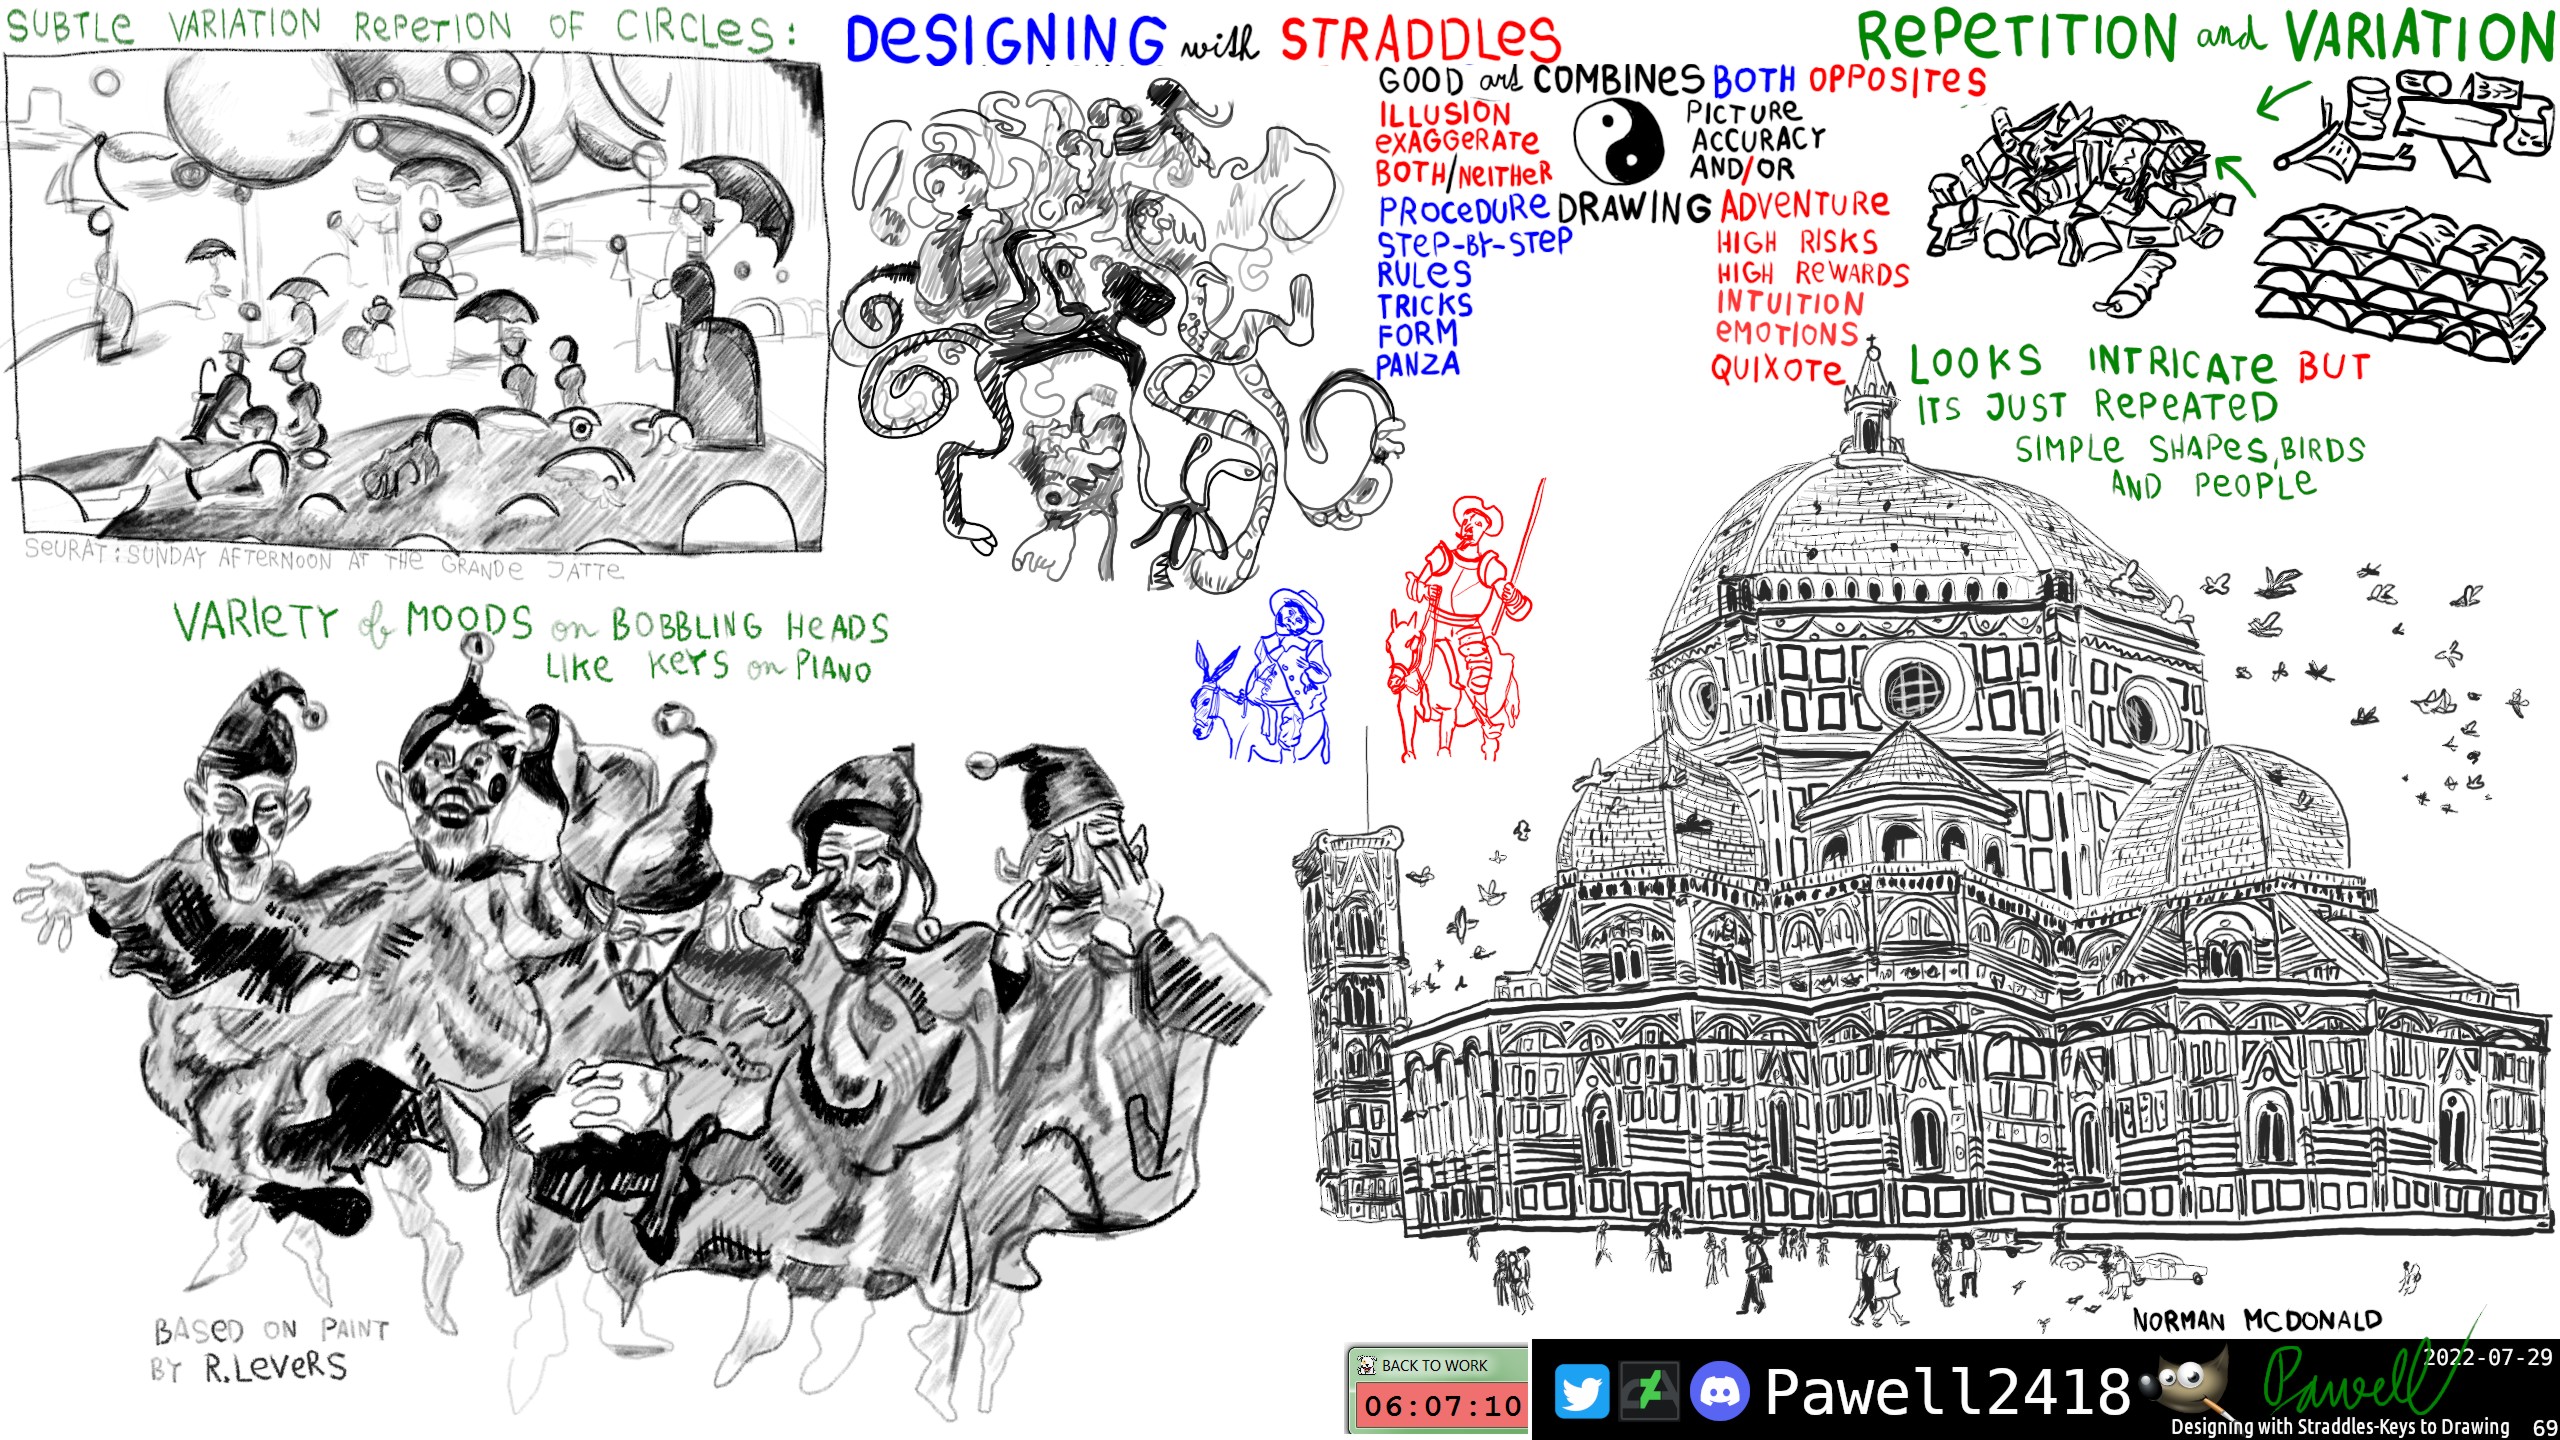 SUBTLE VARIATION REPETION OF CIRCLES:
SEURAT: SUNDAY AFTERNOON AT THE GRANDE JATTE
DESIGNING with STRADDLES
GOOD art COMBINES BOTH OPPOSITES
ILLUSION PICTURE
EXAGGERATE ACCURACY
BOTH/NEITHER AND/OR
PROCEDURE DRAWING ADVENTURE
STEP-BY-STEP HIGH RISKS
RULES HIGH REWARDS
TRICKS INTUITION
FORM EMOTIONS
PANZA QUIXOTE
REPETITION and VARIATION
LOOKS INTRICATE BUT
ITS JUST REPEATED
SIMPLE SHAPES, BIRDS
AND PEOPLE
VARIETY of MOODS on BOBBLING HEADS
LIKE KEYS on PIANO
BASED ON PAINT
BY R.LEVERS
NORMAN MCDONALD
BACK TO WORK
06:07:10
Pawell2418
Pawell
2022-07-29
Designing with Straddles-Keys to Drawing 69